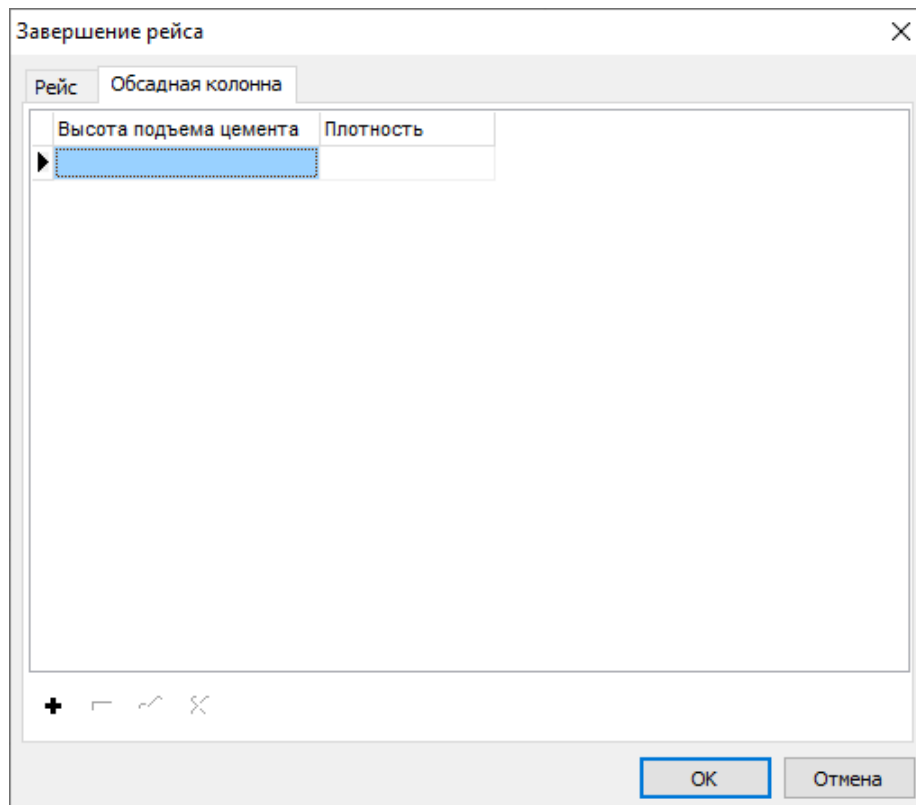 Завершение рейса
Рейс Обсадная колонна
Высота подъема цемента Плотность
OK Отмена